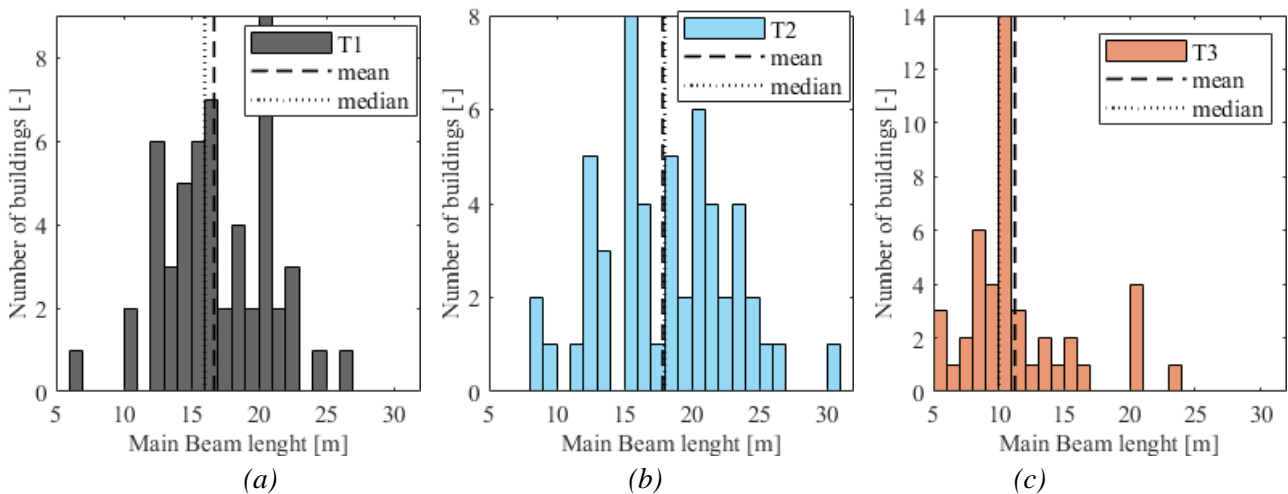 8
6
4
2
0
Number of buildings [-]
T1
mean
median
5 10 15 20 25 30
Main Beam lenght [m]
(a)
8
6
4
2
0
Number of buildings [-]
T2
mean
median
5 10 15 20 25 30
Main Beam lenght [m]
(b)
14
12
10
8
6
4
2
0
Number of buildings [-]
T3
mean
median
5 10 15 20 25 30
Main Beam lenght [m]
(c)